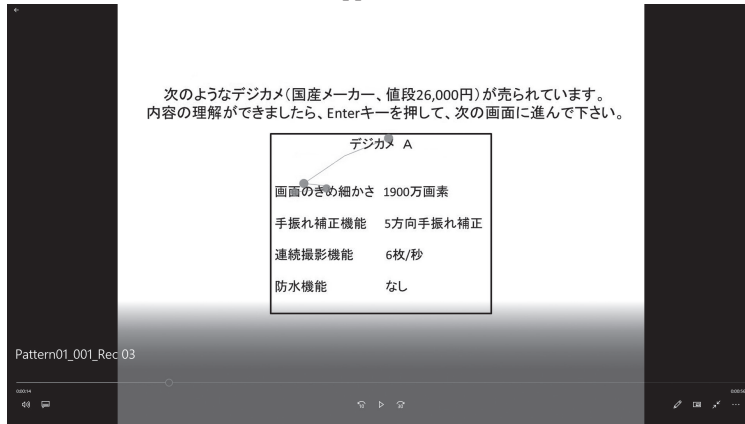 次のようなデジカメ(国産メーカー、値段26,000円)が売られています。
内容の理解ができましたら、Enterキーを押して、次の画面に進んで下さい。
デジカメ A
画面のきめ細かさ 1900万画素
手振れ補正機能 5方向手振れ補正
連続撮影機能 6枚/秒
防水機能 なし
Pattern01_001_Rec 03
0:00:14